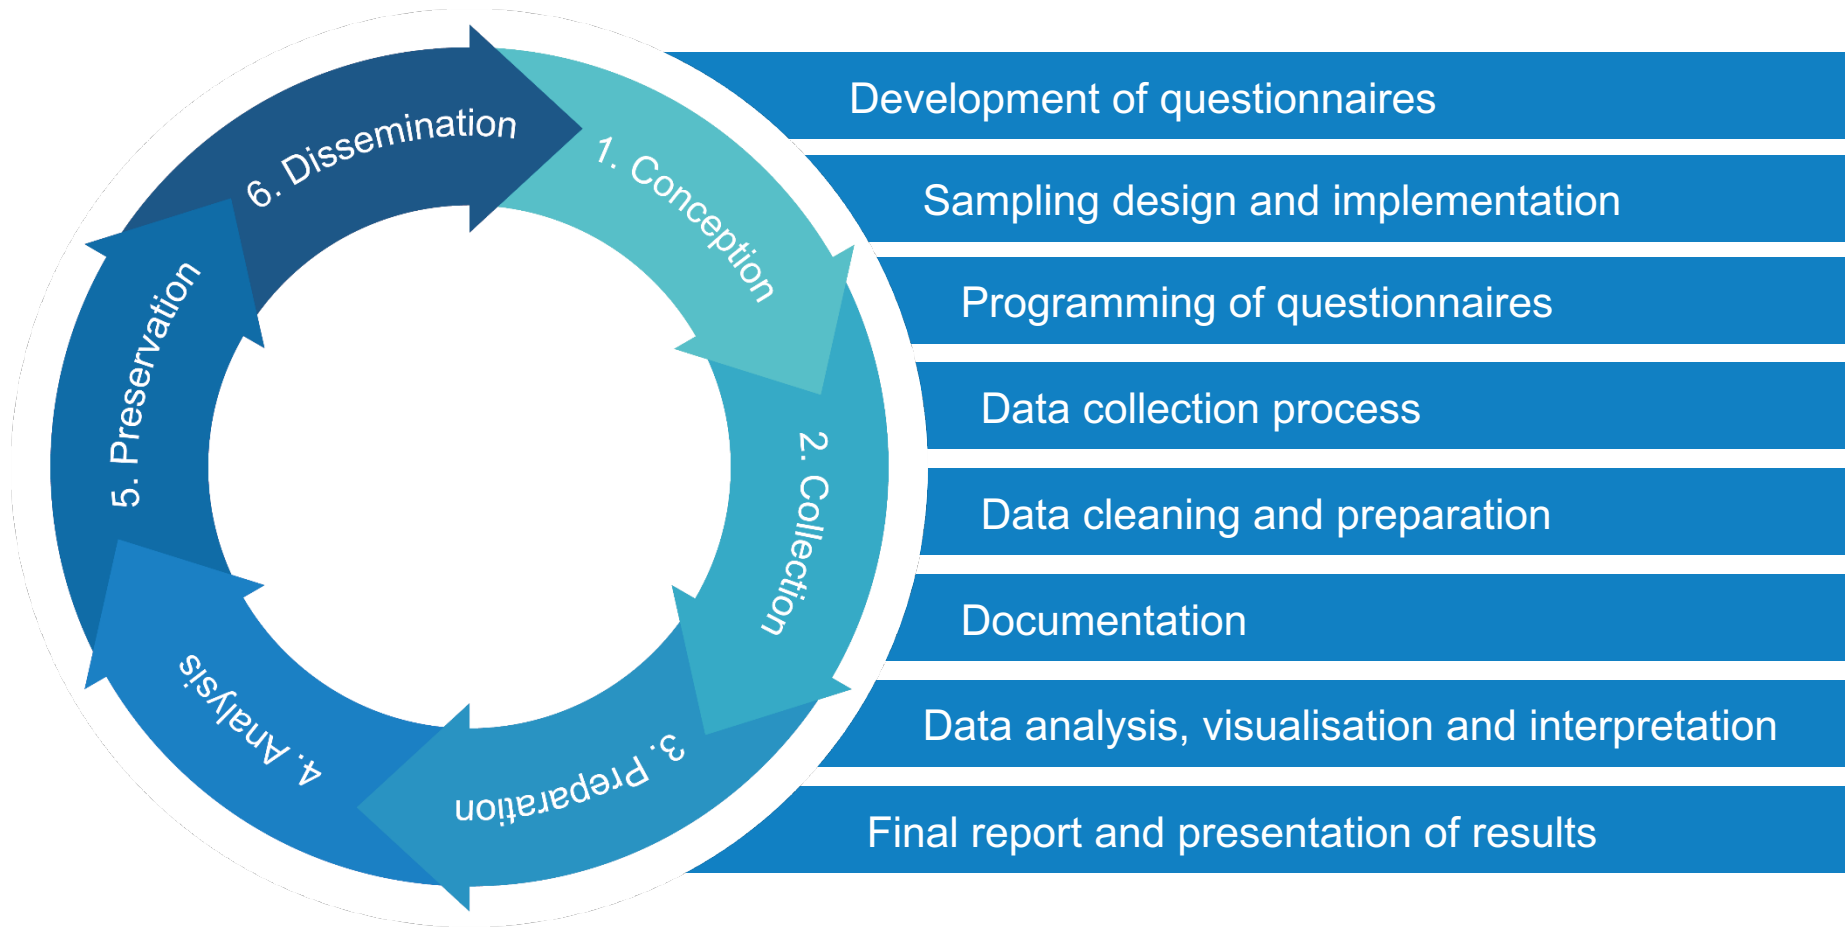 1. Conception
2. Collection
3. Preparation
4. Analysis
5. Preservation
6. Dissemination
Development of questionnaires
Sampling design and implementation
Programming of questionnaires
Data collection process
Data cleaning and preparation
Documentation
Data analysis, visualisation and interpretation
Final report and presentation of results